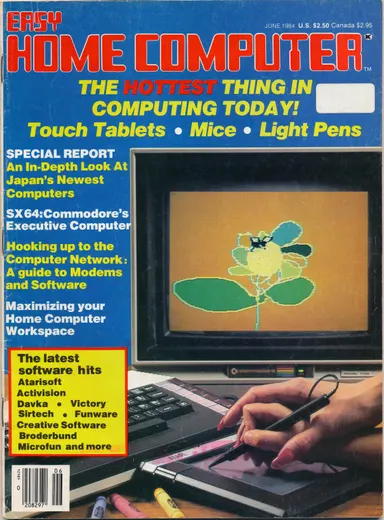 JUNE 1984 U.S. $2.50 Canada $2.95
EASY
HOME COMPUTER™
THE HOTTEST THING IN
COMPUTING TODAY!
Touch Tablets • Mice • Light Pens
SPECIAL REPORT
An In-Depth Look At
Japan's Newest
Computers
SX64:Commodore's
Executive Computer
Hooking up to the
Computer Network:
A guide to Modems
and Software
Maximizing your
Home Computer
Workspace
The latest
software hits
Atarisoft
Activision
Davka • Victory
Sirtech • Funware
Creative Software
Broderbund
Microfun and more
06